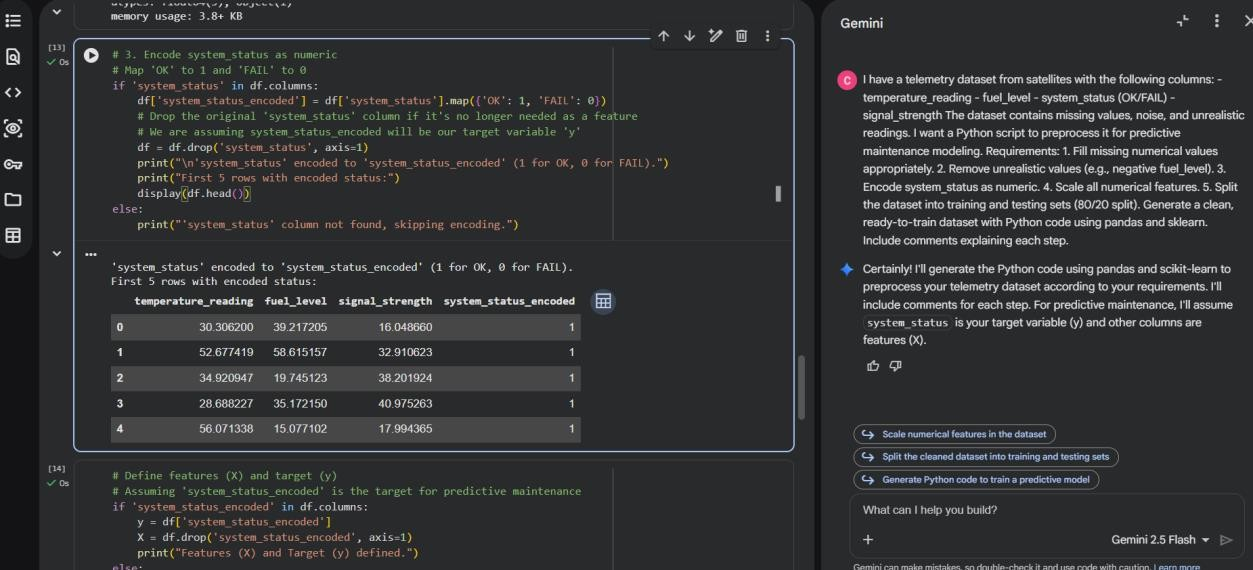 memory usage: 3.8+ KB
[13]
0s
# 3. Encode system_status as numeric
# Map 'OK' to 1 and 'FAIL' to 0
if 'system_status' in df.columns:
    df['system_status_encoded'] = df['system_status'].map({'OK': 1, 'FAIL': 0})
    # Drop the original 'system_status' column if it's no longer needed as a feature
    # We are assuming system_status_encoded will be our target variable 'y'
    df = df.drop('system_status', axis=1)
    print("\n'system_status' encoded to 'system_status_encoded' (1 for OK, 0 for FAIL).")
    print("First 5 rows with encoded status:")
    display(df.head())
else:
    print("'system_status' column not found, skipping encoding.")
'system_status' encoded to 'system_status_encoded' (1 for OK, 0 for FAIL).
First 5 rows with encoded status:
temperature_reading fuel_level signal_strength system_status_encoded
0 30.306200 39.217205 16.048660 1
1 52.677419 58.615157 32.910623 1
2 34.920947 19.745123 38.201924 1
3 28.688227 35.172150 40.975263 1
4 56.071338 15.077102 17.994365 1
[14]
0s
# Define features (X) and target (y)
# Assuming 'system_status_encoded' is the target for predictive maintenance
if 'system_status_encoded' in df.columns:
    y = df['system_status_encoded']
    X = df.drop('system_status_encoded', axis=1)
    print("Features (X) and Target (y) defined.")
else:
Gemini
C
I have a telemetry dataset from satellites with the following columns: -
temperature_reading - fuel_level - system_status (OK/FAIL) -
signal_strength The dataset contains missing values, noise, and unrealistic
readings. I want a Python script to preprocess it for predictive
maintenance modeling. Requirements: 1. Fill missing numerical values
appropriately. 2. Remove unrealistic values (e.g., negative fuel_level). 3.
Encode system_status as numeric. 4. Scale all numerical features. 5. Split
the dataset into training and testing sets (80/20 split). Generate a clean,
ready-to-train dataset with Python code using pandas and sklearn.
Include comments explaining each step.
Certainly! I'll generate the Python code using pandas and scikit-learn to
preprocess your telemetry dataset according to your requirements. I'll
include comments for each step. For predictive maintenance, I'll assume
system_status is your target variable (y) and other columns are
features (X).
Scale numerical features in the dataset
Split the cleaned dataset into training and testing sets
Generate Python code to train a predictive model
What can I help you build?
Gemini 2.5 Flash
Gemini can make mistakes, so double-check it and use code with caution. Learn more